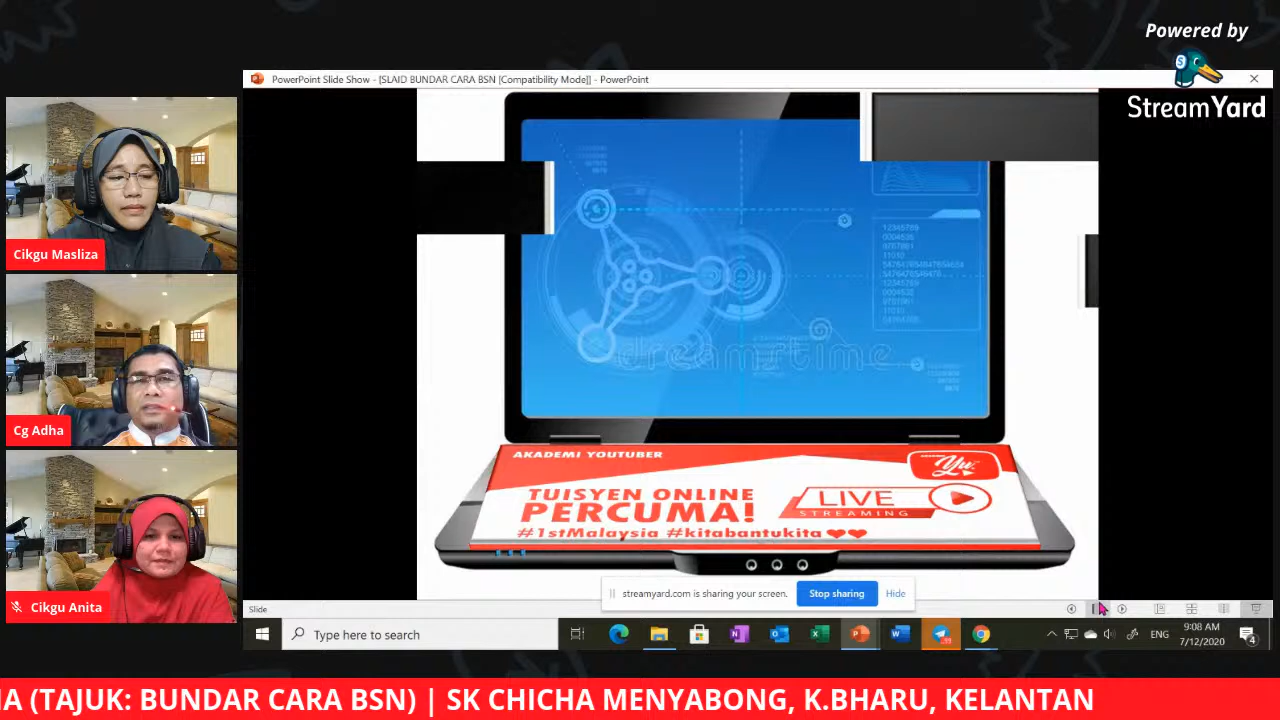 Powered by
StreamYard
PowerPoint Slide Show - [SLAID BUNDAR CARA BSN [Compatibility Mode]] - PowerPoint
Cikgu Masliza
Cg Adha
Cikgu Anita
dreamstime
AKADEMI YOUTUBER
TUISYEN ONLINE
PERCUMA!
LIVE
STREAMING
#1stMalaysia #kitabantukita
streamyard.com is sharing your screen.
Stop sharing
Hide
Slide
Type here to search
ENG
9:08 AM
7/12/2020
4
IA (TAJUK: BUNDAR CARA BSN) | SK CHICHA MENYABONG, K.BHARU, KELANTAN